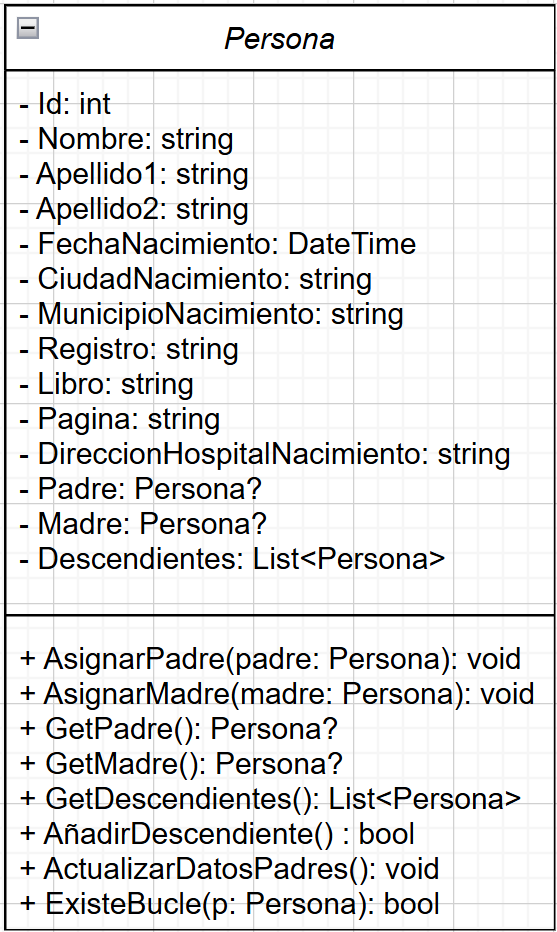 Persona
- Id: int
- Nombre: string
- Apellido1: string
- Apellido2: string
- FechaNacimiento: DateTime
- CiudadNacimiento: string
- MunicipioNacimiento: string
- Registro: string
- Libro: string
- Pagina: string
- DireccionHospitalNacimiento: string
- Padre: Persona?
- Madre: Persona?
- Descendientes: List<Persona>
+ AsignarPadre(padre: Persona): void
+ AsignarMadre(madre: Persona): void
+ GetPadre(): Persona?
+ GetMadre(): Persona?
+ GetDescendientes(): List<Persona>
+ AñadirDescendiente() : bool
+ ActualizarDatosPadres(): void
+ ExisteBucle(p: Persona): bool